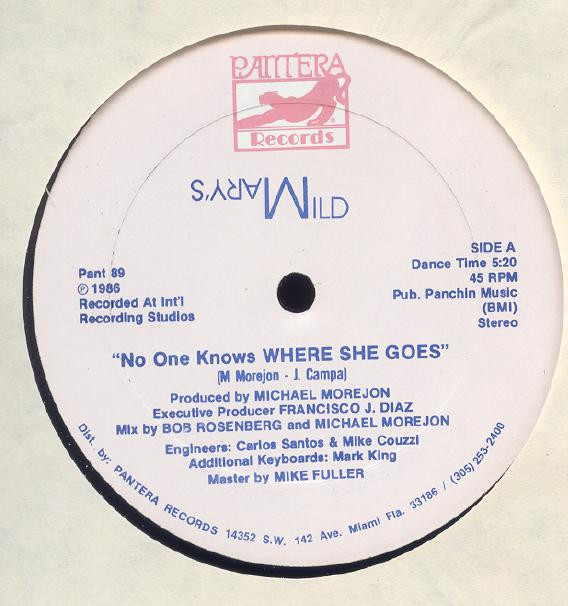 PANTERA
Records
MARY'S MILD
Pant 89
℗ 1986
Recorded At Int'l
Recording Studios
SIDE A
Dance Time 5:20
45 RPM
Pub. Panchin Music
(BMI)
Stereo
"No One Knows WHERE SHE GOES"
(M Morejon - J. Campa)
Produced by MICHAEL MOREJON
Executive Producer FRANCISCO J. DIAZ
Mix by BOB ROSENBERG and MICHAEL MOREJON
Engineers: Carlos Santos & Mike Couzzi
Additional Keyboards: Mark King
Master by MIKE FULLER
Dist. by: PANTERA RECORDS 14352 S.W. 142 Ave. Miami Fla. 33186 / (305) 253-2400